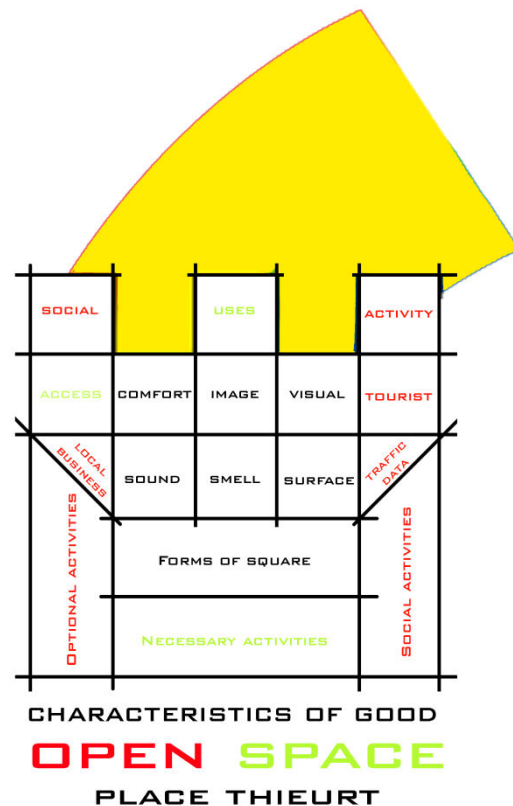 SOCIAL USES ACTIVITY
ACCESS COMFORT IMAGE VISUAL TOURIST
LOCAL
BUSINESS
SOUND SMELL SURFACE
TRAFFIC
DATA
OPTIONAL ACTIVITIES
FORMS OF SQUARE
SOCIAL ACTIVITIES
NECESSARY ACTIVITIES
CHARACTERISTICS OF GOOD
OPEN SPACE
PLACE THIEURT